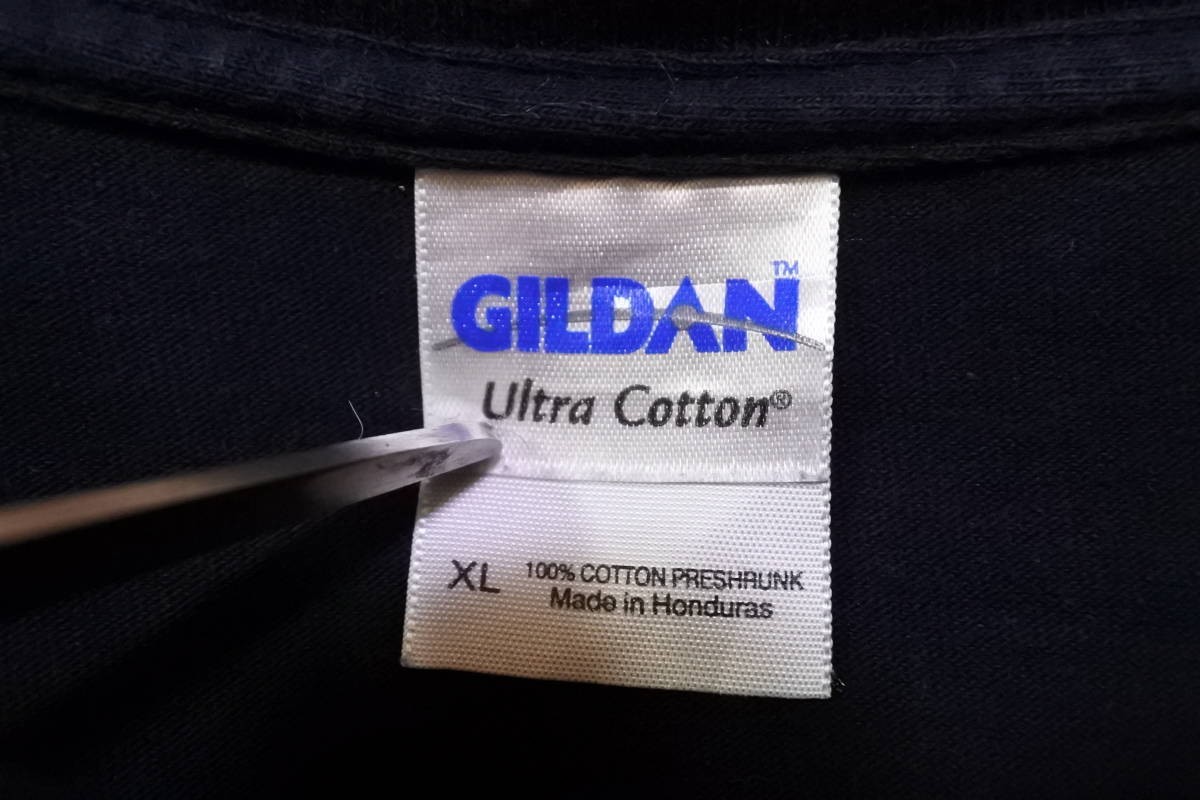 GILDAN™
Ultra Cotton®
XL 100% COTTON PRESHRUNK
Made in Honduras